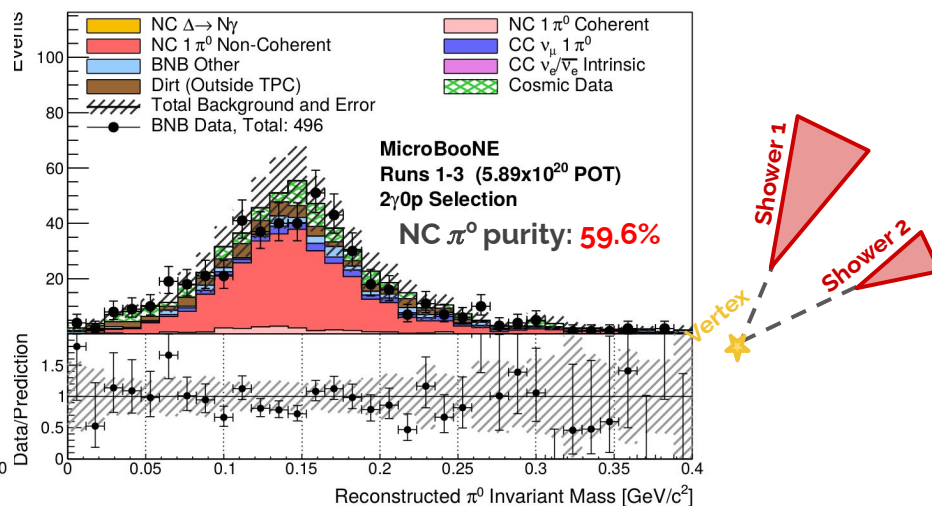 Events
NC Δ→ Nγ
NC 1 π⁰ Non-Coherent
BNB Other
Dirt (Outside TPC)
Total Background and Error
BNB Data, Total: 496
NC 1 π⁰ Coherent
CC νμ 1 π⁰
CC νe/ν̅e Intrinsic
Cosmic Data
MicroBooNE
Runs 1-3 (5.89x10²⁰ POT)
2γ0p Selection
NC π⁰ purity: 59.6%
100
80
60
40
20
Data/Prediction
1.5
1
0.5
0
0
0
0.05
0.1
0.15
0.2
0.25
0.3
0.35
0.4
Reconstructed π⁰ Invariant Mass [GeV/c²]
Shower 1
Shower 2
Vertex